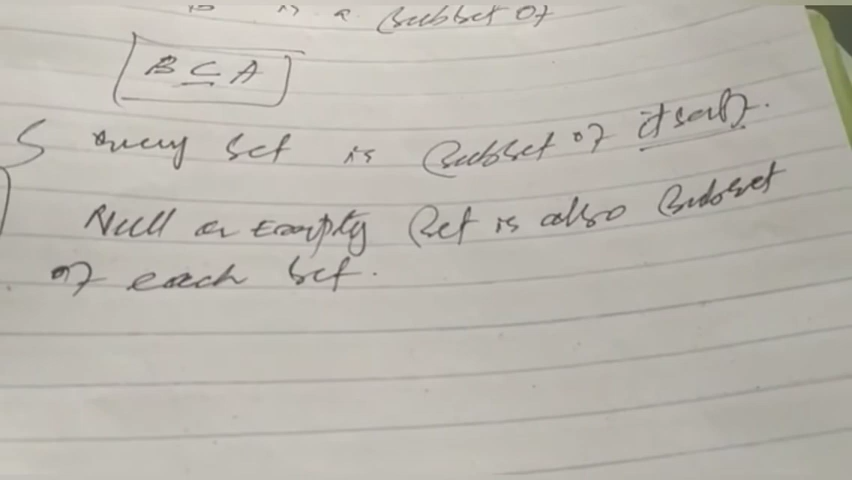 is a Subset of
B ⊆ A
Every Set is Subset of itself.
Null or Empty Set is also Subset
of each Set.